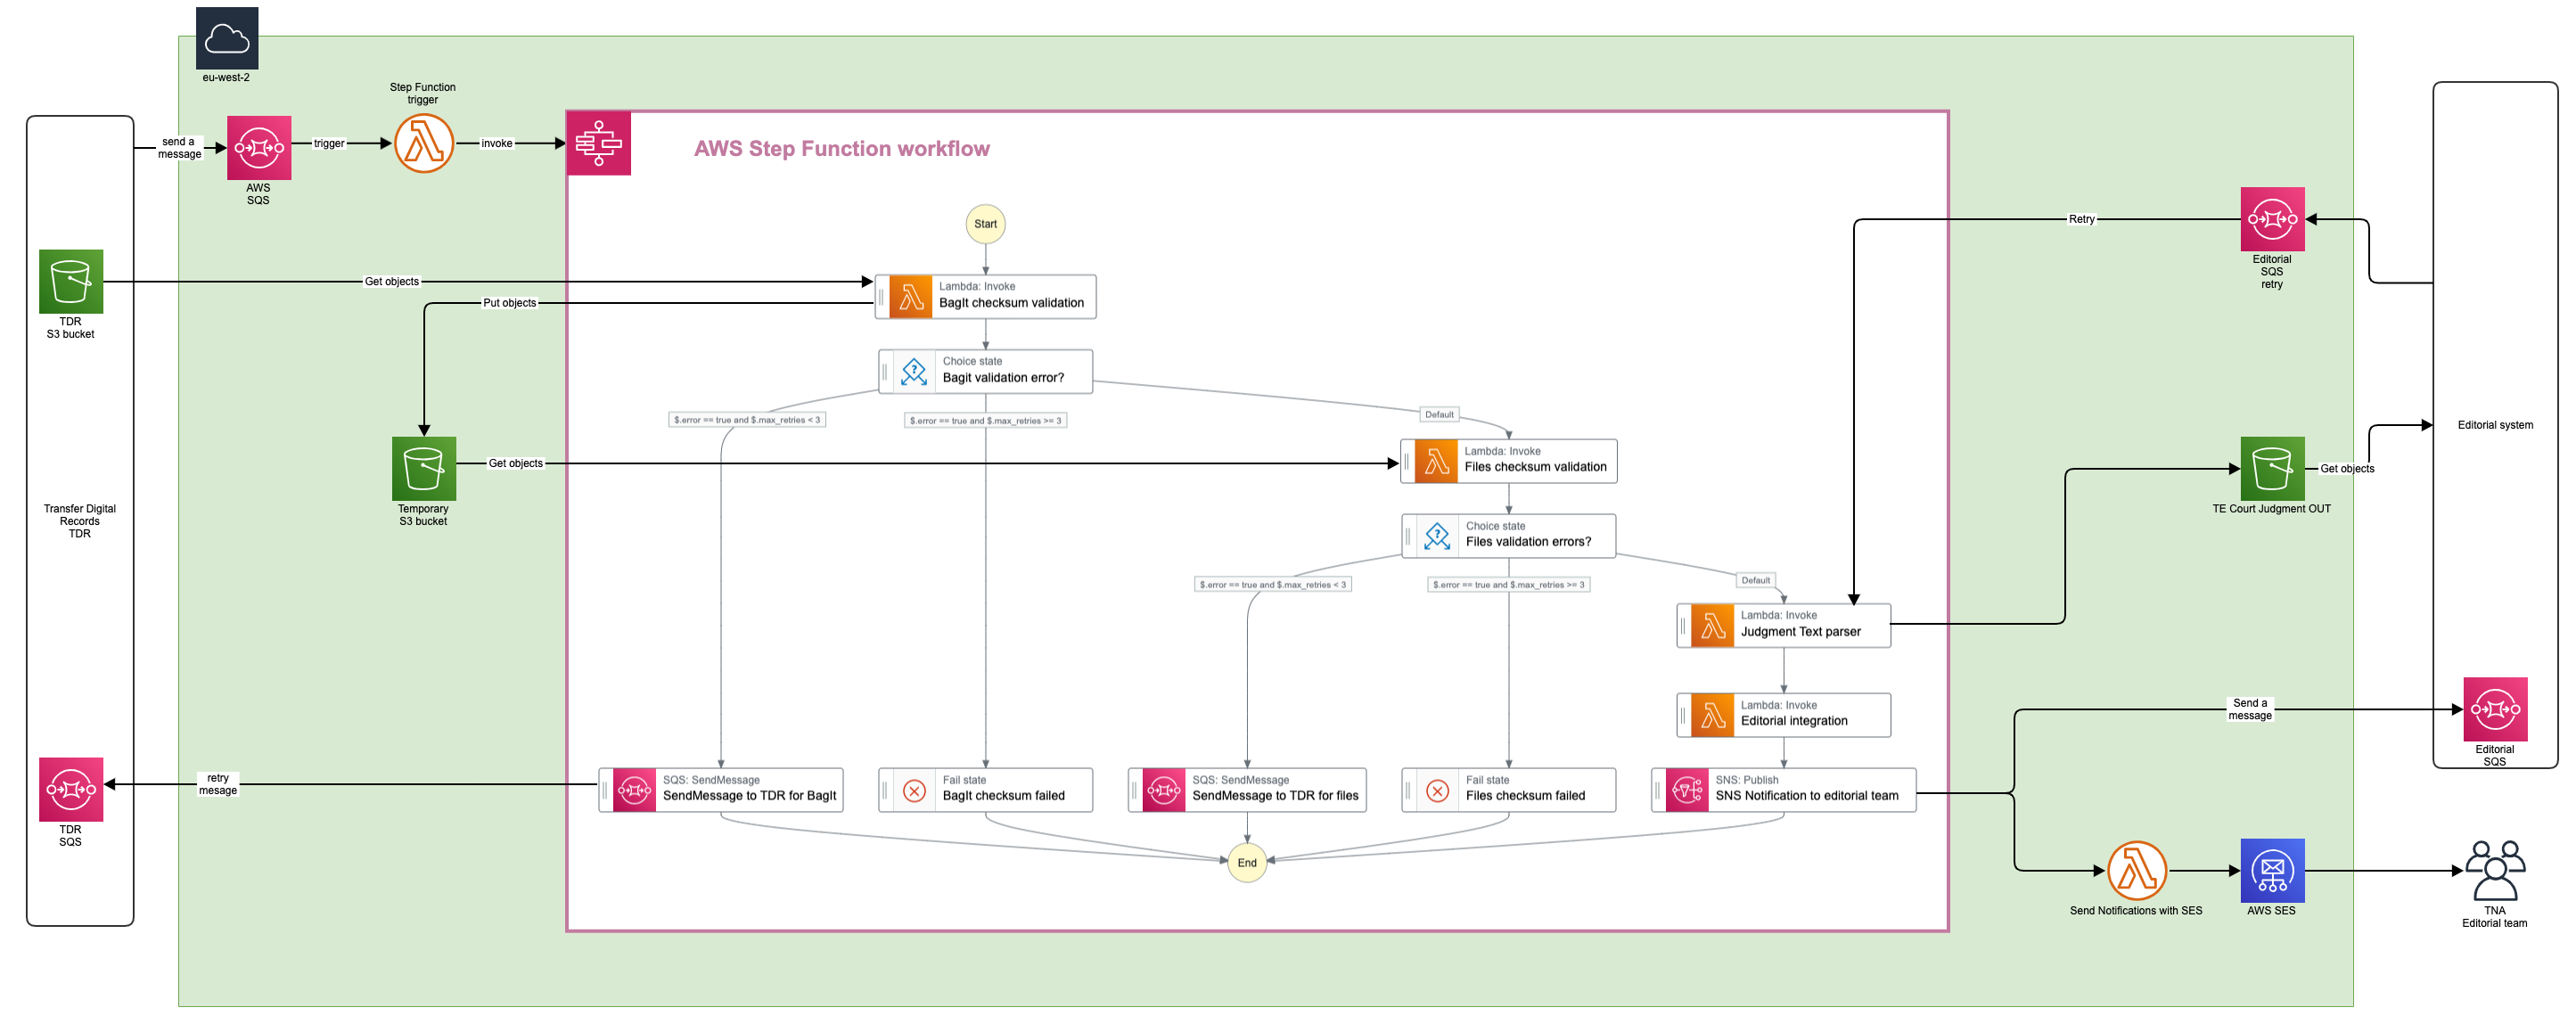 eu-west-2
Step Function
trigger
send a
message
trigger
invoke
AWS
SQS
AWS Step Function workflow
Start
Retry
Editorial
SQS
retry
Get objects
Put objects
TDR
S3 bucket
Lambda: Invoke
BagIt checksum validation
Choice state
Bagit validation error?
$.error == true and $.max_retries < 3
$.error == true and $.max_retries >= 3
Default
Editorial system
Lambda: Invoke
Files checksum validation
Get objects
Get objects
Temporary
S3 bucket
TE Court Judgment OUT
Transfer Digital
Records
TDR
Choice state
Files validation errors?
$.error == true and $.max_retries < 3
$.error == true and $.max_retries >= 3
Default
Lambda: Invoke
Judgment Text parser
Lambda: Invoke
Editorial integration
Send a
message
Editorial
SQS
retry
mesage
TDR
SQS
SQS: SendMessage
SendMessage to TDR for BagIt
Fail state
BagIt checksum failed
SQS: SendMessage
SendMessage to TDR for files
Fail state
Files checksum failed
SNS: Publish
SNS Notification to editorial team
End
Send Notifications with SES
AWS SES
TNA
Editorial team